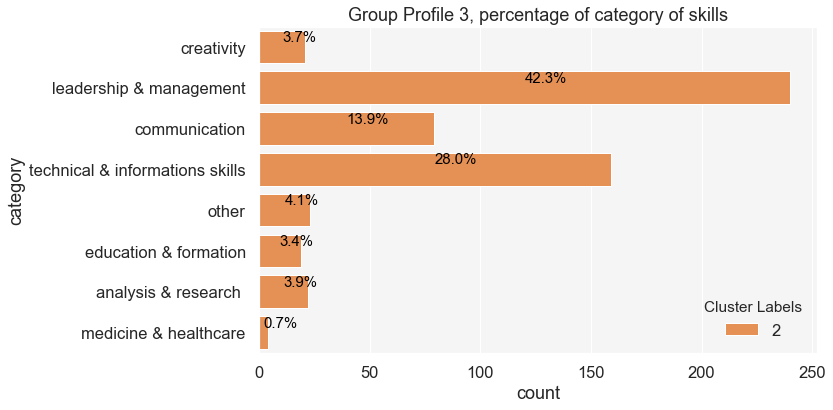 Group Profile 3, percentage of category of skills
category
creativity
3.7%
leadership & management
42.3%
communication
13.9%
technical & informations skills
28.0%
other
4.1%
education & formation
3.4%
analysis & research
3.9%
medicine & healthcare
0.7%
Cluster Labels
2
0 50 100 150 200 250
count